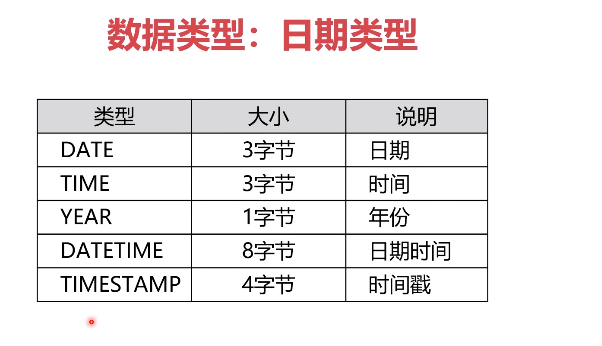 数据类型：日期类型
类型 大小 说明
DATE 3字节 日期
TIME 3字节 时间
YEAR 1字节 年份
DATETIME 8字节 日期时间
TIMESTAMP 4字节 时间戳